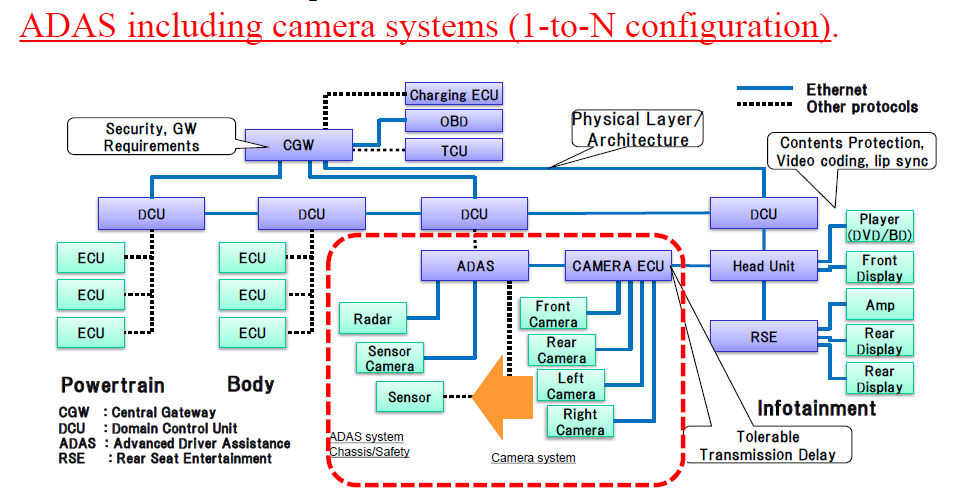 ADAS including camera systems (1-to-N configuration).
Charging ECU
Ethernet
Other protocols
OBD
Physical Layer/
Architecture
Security, GW
Requirements
CGW
TCU
Contents Protection,
Video coding, lip sync
DCU
DCU
DCU
DCU
Player
(DVD/BD)
ECU
ECU
ADAS
CAMERA ECU
Head Unit
Front
Display
ECU
ECU
Radar
Front
Camera
Amp
ECU
ECU
Sensor
Camera
Rear
Camera
RSE
Rear
Display
Sensor
Left
Camera
Rear
Display
Right
Camera
Powertrain
Body
Infotainment
CGW : Central Gateway
DCU : Domain Control Unit
ADAS : Advanced Driver Assistance
RSE : Rear Seat Entertainment
ADAS system
Chassis/Safety
Camera system
Tolerable
Transmission Delay